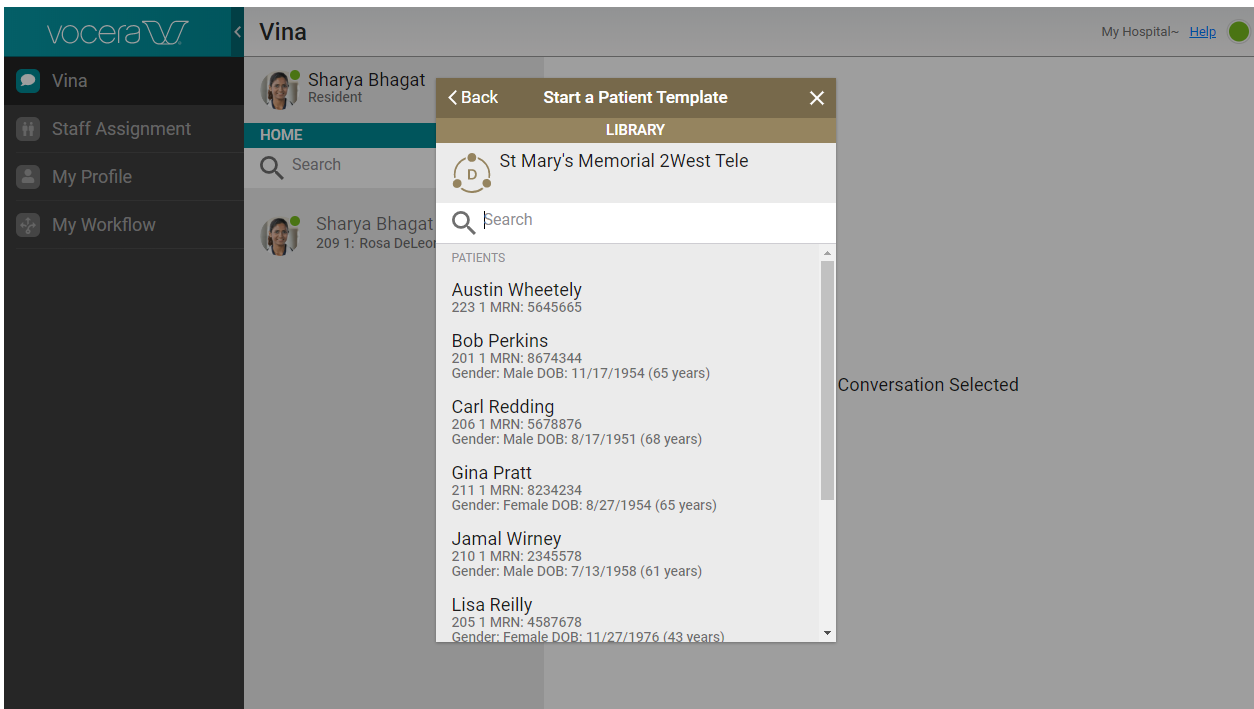 vocera
Vina
My Hospital~ Help
Vina
Staff Assignment
My Profile
My Workflow
Sharya Bhagat
Resident
HOME
Search
Sharya Bhagat
209 1: Rosa DeLeor
Back Start a Patient Template
LIBRARY
D
St Mary's Memorial 2West Tele
Search
PATIENTS
Austin Wheetely
223 1 MRN: 5645665
Bob Perkins
201 1 MRN: 8674344
Gender: Male DOB: 11/17/1954 (65 years)
Carl Redding
206 1 MRN: 5678876
Gender: Male DOB: 8/17/1951 (68 years)
Gina Pratt
211 1 MRN: 8234234
Gender: Female DOB: 8/27/1954 (65 years)
Jamal Wirney
210 1 MRN: 2345578
Gender: Male DOB: 7/13/1958 (61 years)
Lisa Reilly
205 1 MRN: 4587678
Gender: Female DOB: 11/27/1976 (43 years)
Conversation Selected